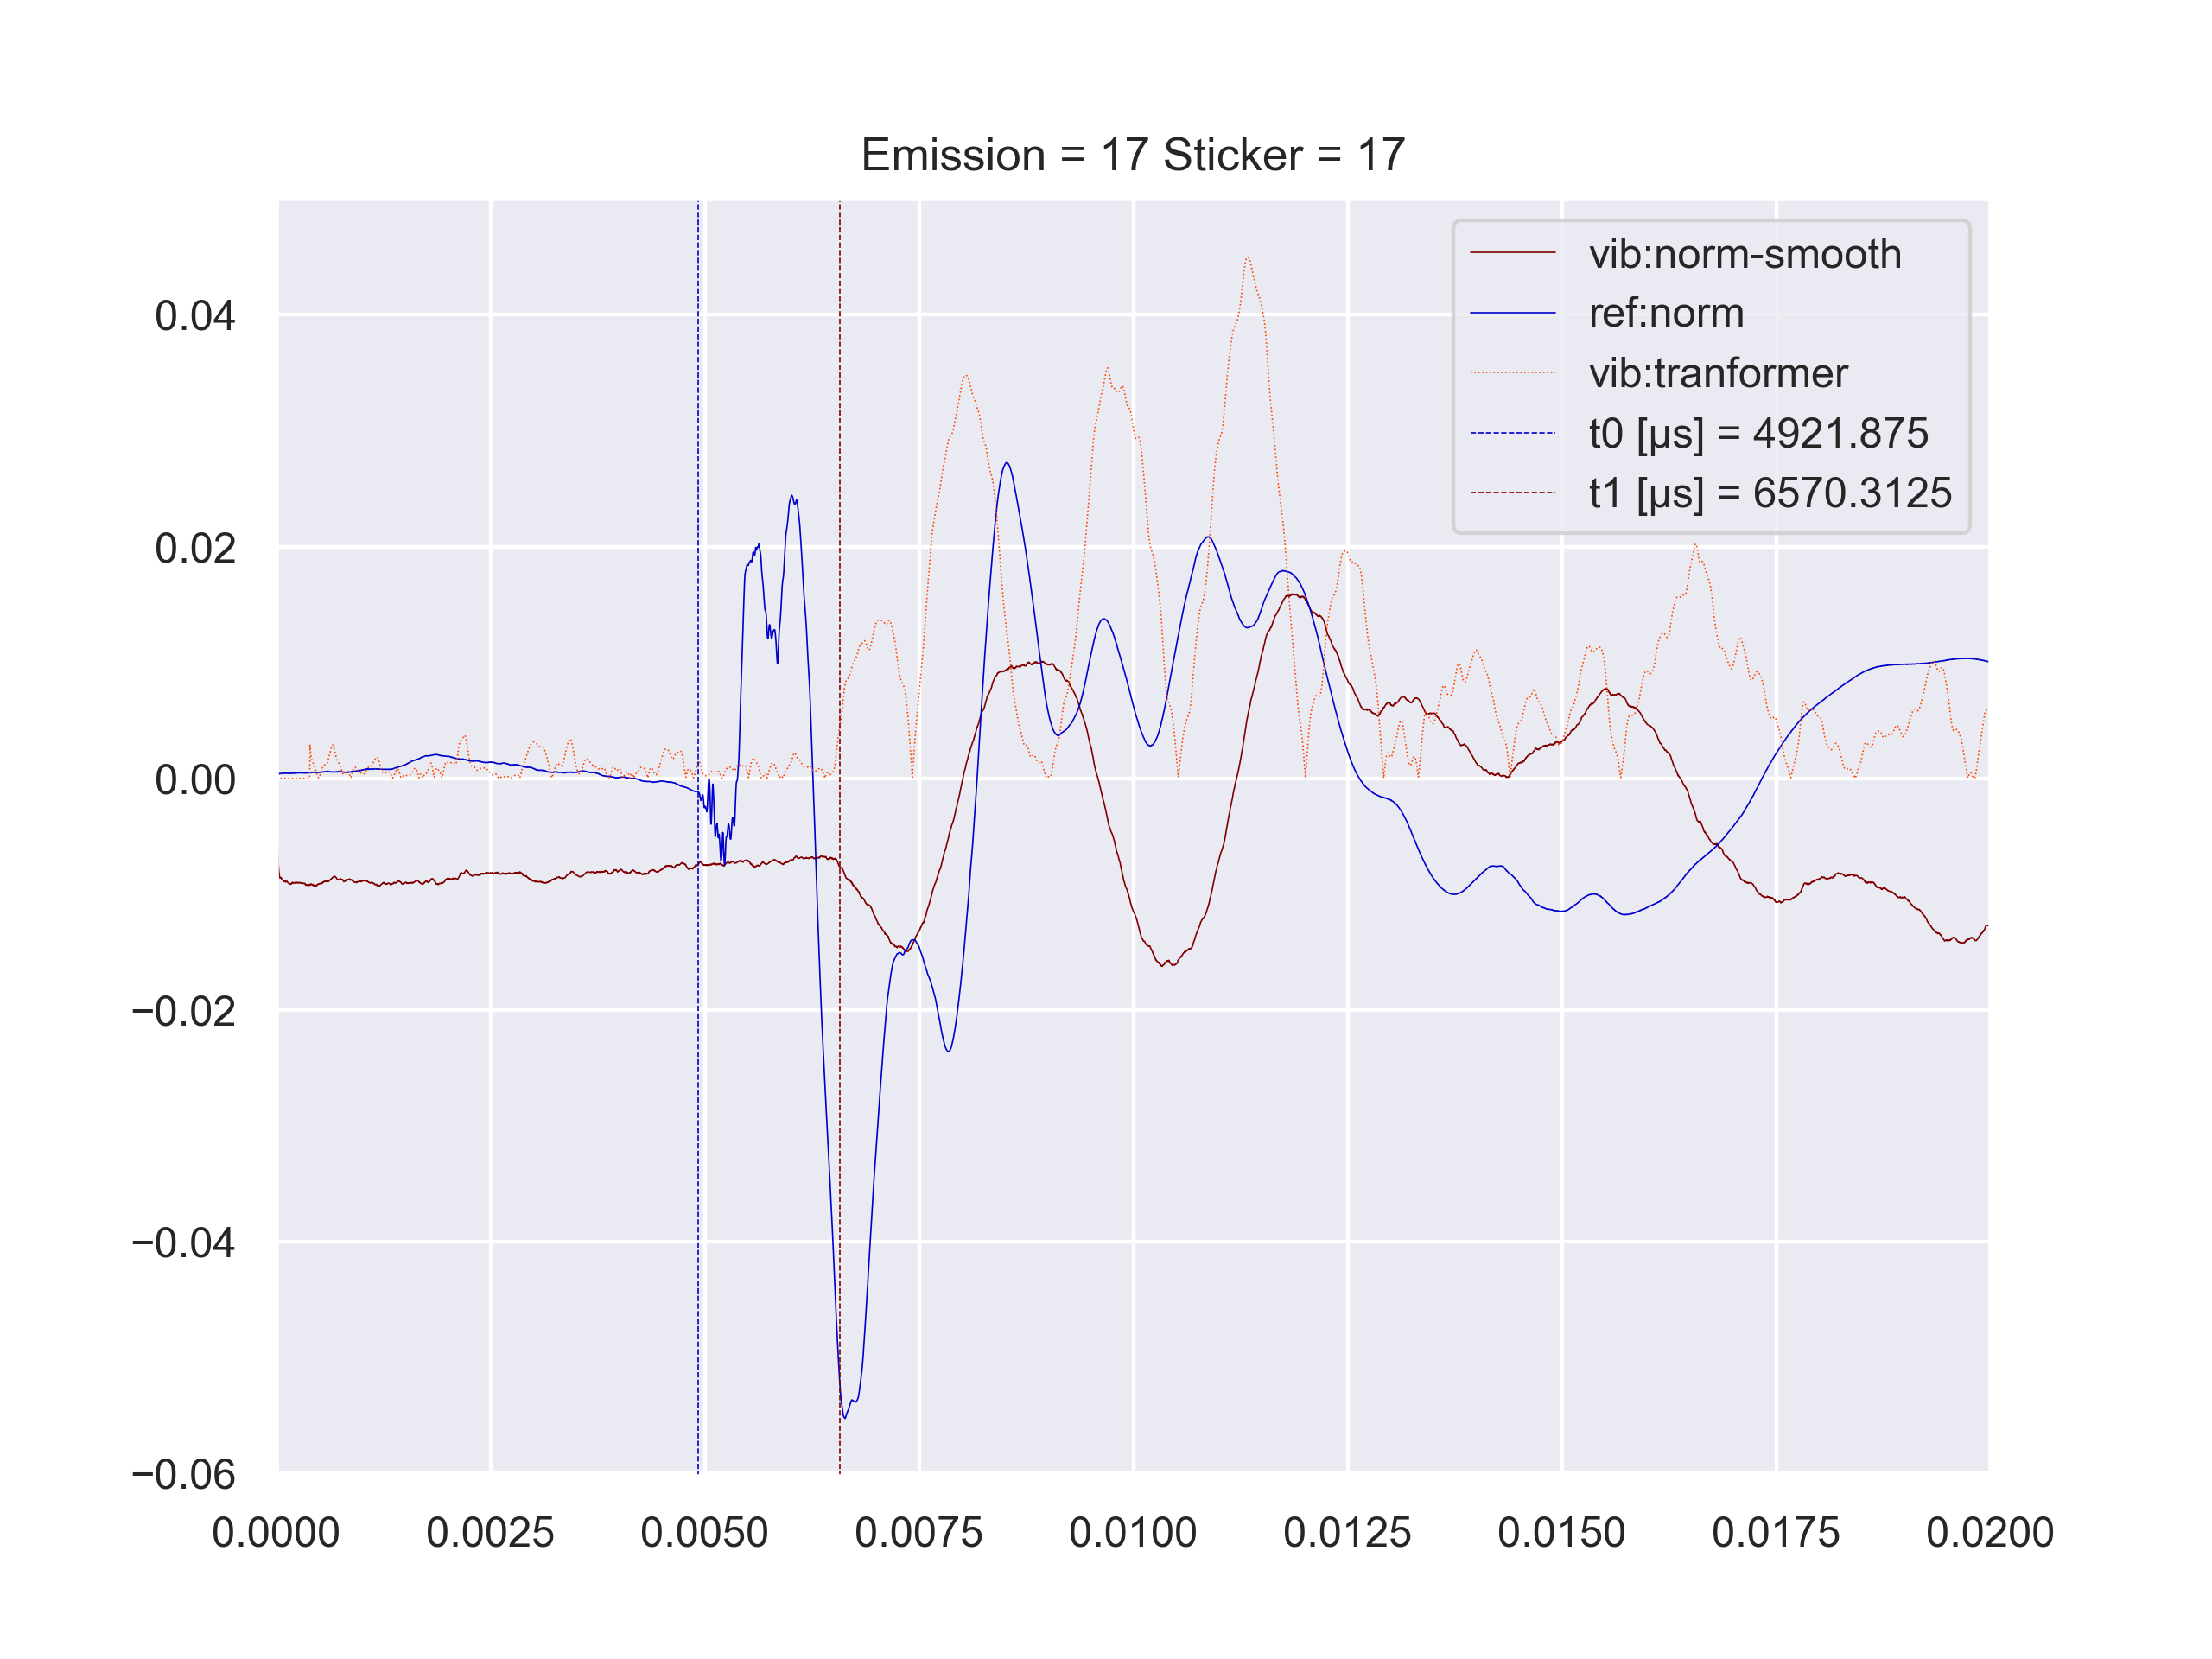 Emission = 17 Sticker = 17
vib:norm-smooth
ref:norm
vib:tranformer
t0 [µs] = 4921.875
t1 [µs] = 6570.3125
0.04
0.02
0.00
−0.02
−0.04
−0.06
0.0000 0.0025 0.0050 0.0075 0.0100 0.0125 0.0150 0.0175 0.0200